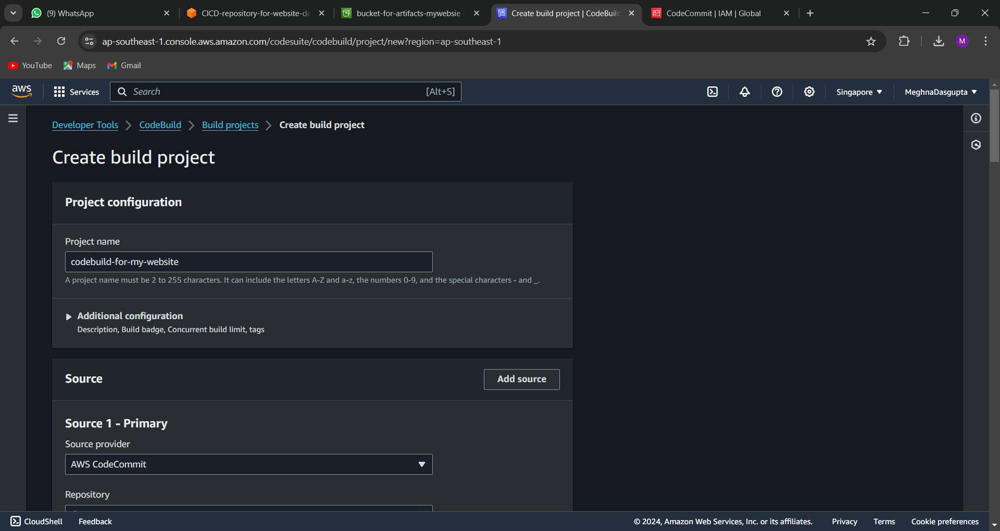 (9) WhatsApp
CICD-repository-for-website-de
bucket-for-artifacts-mywebsie
Create build project | CodeBuild
CodeCommit | IAM | Global
ap-southeast-1.console.aws.amazon.com/codesuite/codebuild/project/new?region=ap-southeast-1
M
YouTube
Maps
Gmail
aws
Services
Search
[Alt+S]
Singapore
MeghnaDasgupta
Developer Tools
CodeBuild
Build projects
Create build project
Create build project
Project configuration
Project name
codebuild-for-my-website
A project name must be 2 to 255 characters. It can include the letters A-Z and a-z, the numbers 0-9, and the special characters - and _.
Additional configuration
Description, Build badge, Concurrent build limit, tags
Source
Add source
Source 1 - Primary
Source provider
AWS CodeCommit
Repository
CloudShell
Feedback
© 2024, Amazon Web Services, Inc. or its affiliates.
Privacy
Terms
Cookie preferences